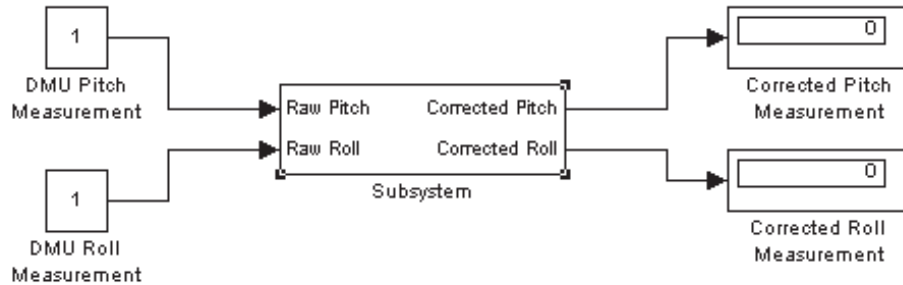 1
DMU Pitch
Measurement
Raw Pitch
Corrected Pitch
Raw Roll
Corrected Roll
Subsystem
0
Corrected Pitch
Measurement
1
DMU Roll
Measurement
0
Corrected Roll
Measurement